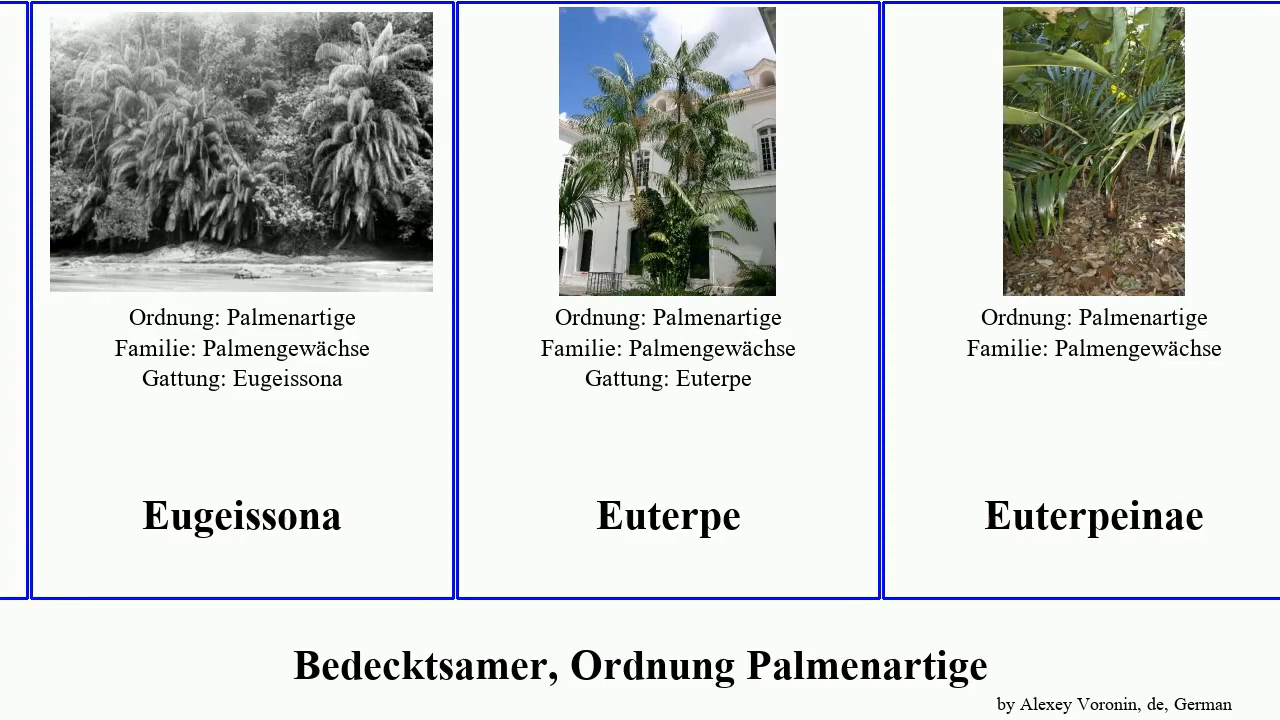 Ordnung: Palmenartige
Familie: Palmengewächse
Gattung: Eugeissona
Eugeissona
Ordnung: Palmenartige
Familie: Palmengewächse
Gattung: Euterpe
Euterpe
Ordnung: Palmenartige
Familie: Palmengewächse
Euterpeinae
Bedecktsamer, Ordnung Palmenartige
by Alexey Voronin, de, German